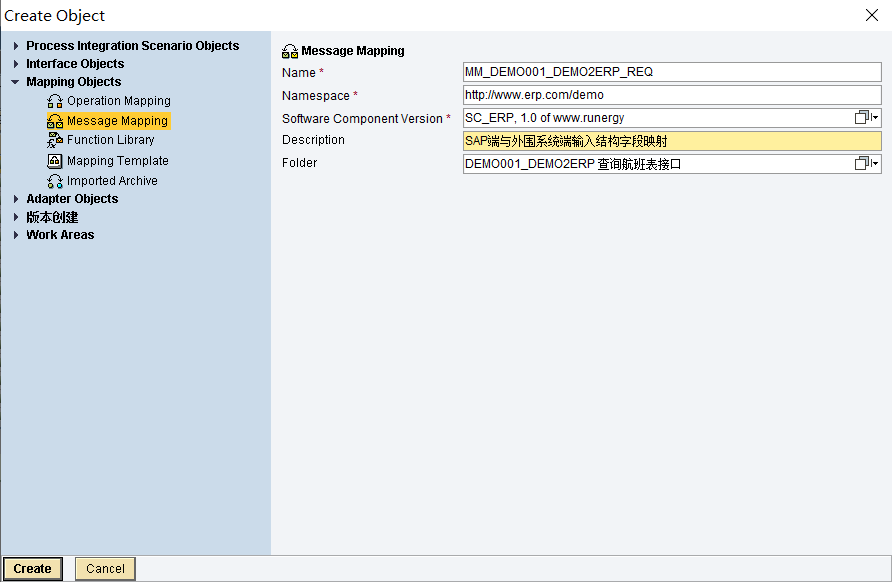 Create Object
Process Integration Scenario Objects
Interface Objects
Mapping Objects
Operation Mapping
Message Mapping
Function Library
Mapping Template
Imported Archive
Adapter Objects
版本创建
Work Areas
Message Mapping
Name * MM_DEMO001_DEMO2ERP_REQ
Namespace * http://www.erp.com/demo
Software Component Version * SC_ERP, 1.0 of www.runergy
Description SAP端与外围系统端输入结构字段映射
Folder DEMO001_DEMO2ERP 查询航班表接口
Create Cancel